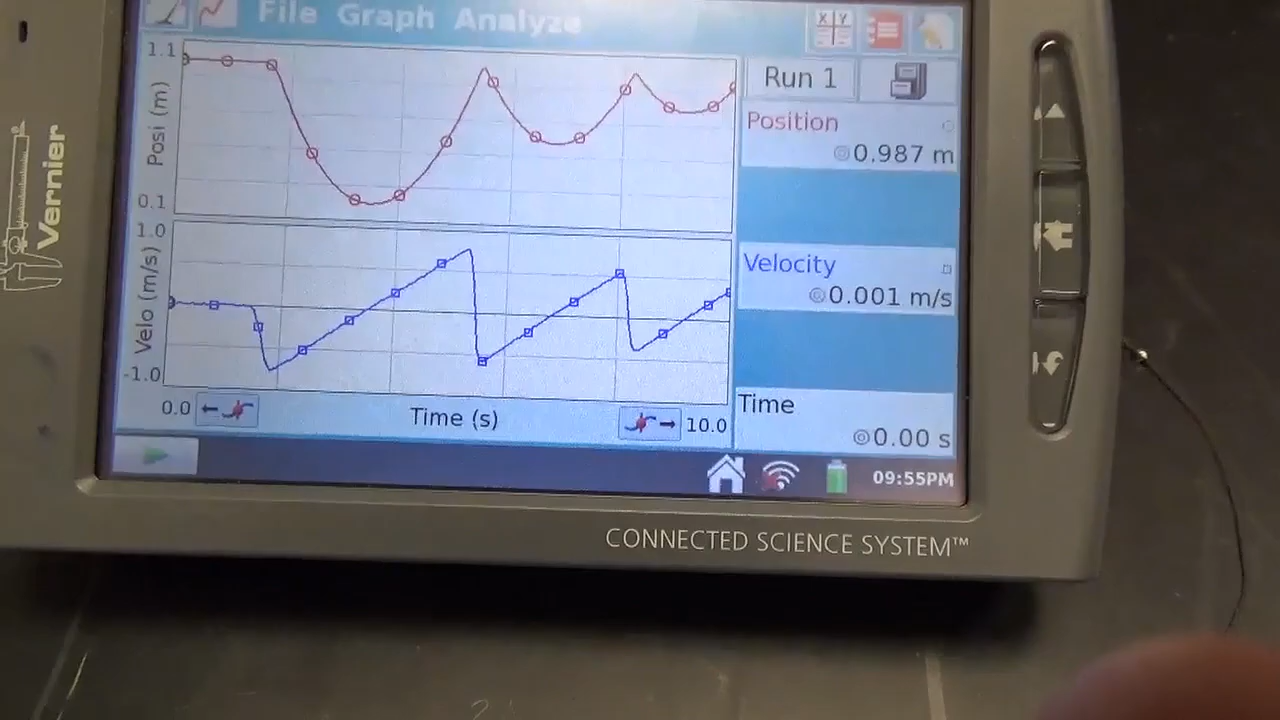 File Graph Analyze
X Y
1.1
Posi (m)
0.1
Run 1
Position
0.987 m
1.0
Velo (m/s)
-1.0
Velocity
0.001 m/s
0.0
Time (s)
10.0
Time
0.00 s
09:55PM
Vernier
CONNECTED SCIENCE SYSTEM™